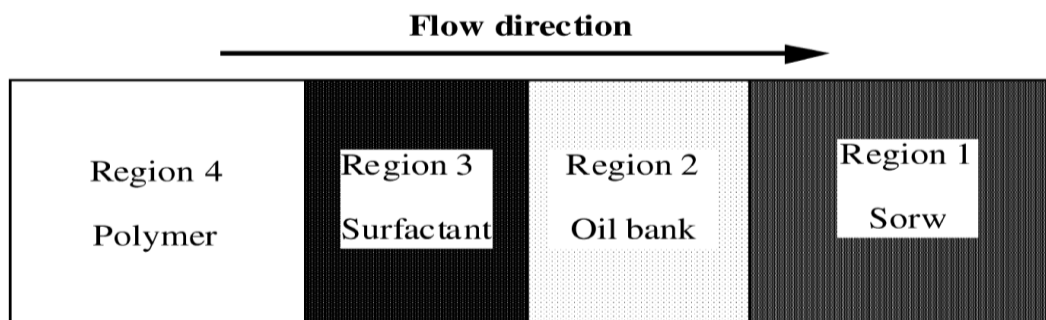 Flow direction
Region 4
Polymer
Region 3
Surfactant
Region 2
Oil bank
Region 1
Sorw